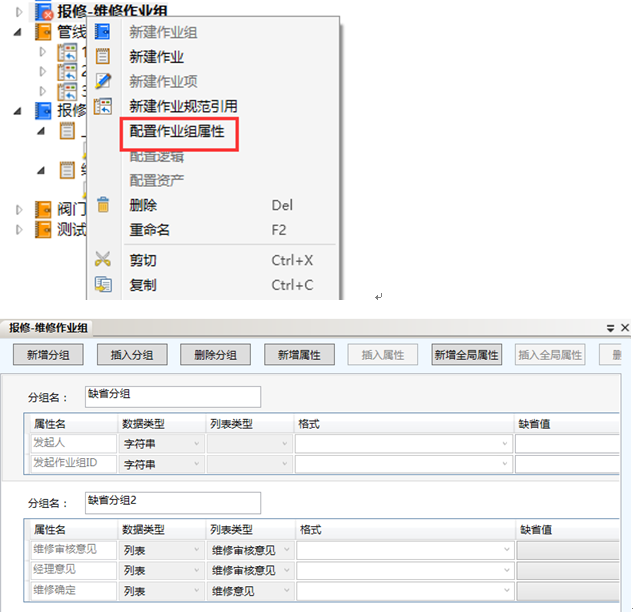 报修-维修作业组
管线
新建作业组
1
新建作业
2
新建作业项
3
新建作业规范引用
报修
配置作业组属性
配置逻辑
配置资产
阀门
删除 Del
测试
重命名 F2
剪切 Ctrl+X
复制 Ctrl+C
报修-维修作业组
新增分组 插入分组 删除分组 新增属性 插入属性 新增全局属性 插入全局属性
分组名： 缺省分组
属性名 数据类型 列表类型 格式 缺省值
发起人 字符串
发起作业组ID 字符串
分组名： 缺省分组2
属性名 数据类型 列表类型 格式 缺省值
维修审核意见 列表 维修审核意见
经理意见 列表 维修审核意见
维修确定 列表 维修意见